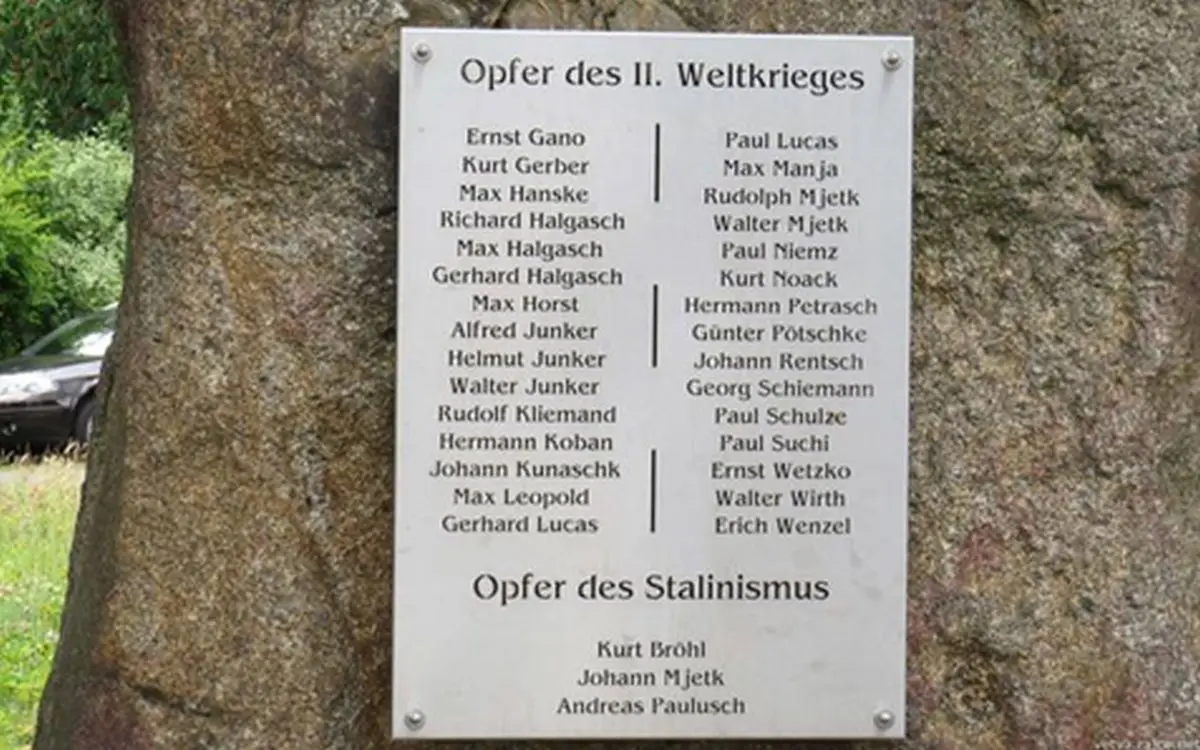 Opfer des II. Weltkrieges
Ernst Gano
Kurt Gerber
Max Hanske
Richard Halgasch
Max Halgasch
Gerhard Halgasch
Max Horst
Alfred Junker
Helmut Junker
Walter Junker
Rudolf Kliemand
Hermann Koban
Johann Kunaschk
Max Leopold
Gerhard Lucas
Paul Lucas
Max Manja
Rudolph Mjetk
Walter Mjetk
Paul Niemz
Kurt Noack
Hermann Petrasch
Günter Pötschke
Johann Rentsch
Georg Schiemann
Paul Schulze
Paul Suchi
Ernst Wetzko
Walter Wirth
Erich Wenzel
Opfer des Stalinismus
Kurt Bröhl
Johann Mjetk
Andreas Paulusch